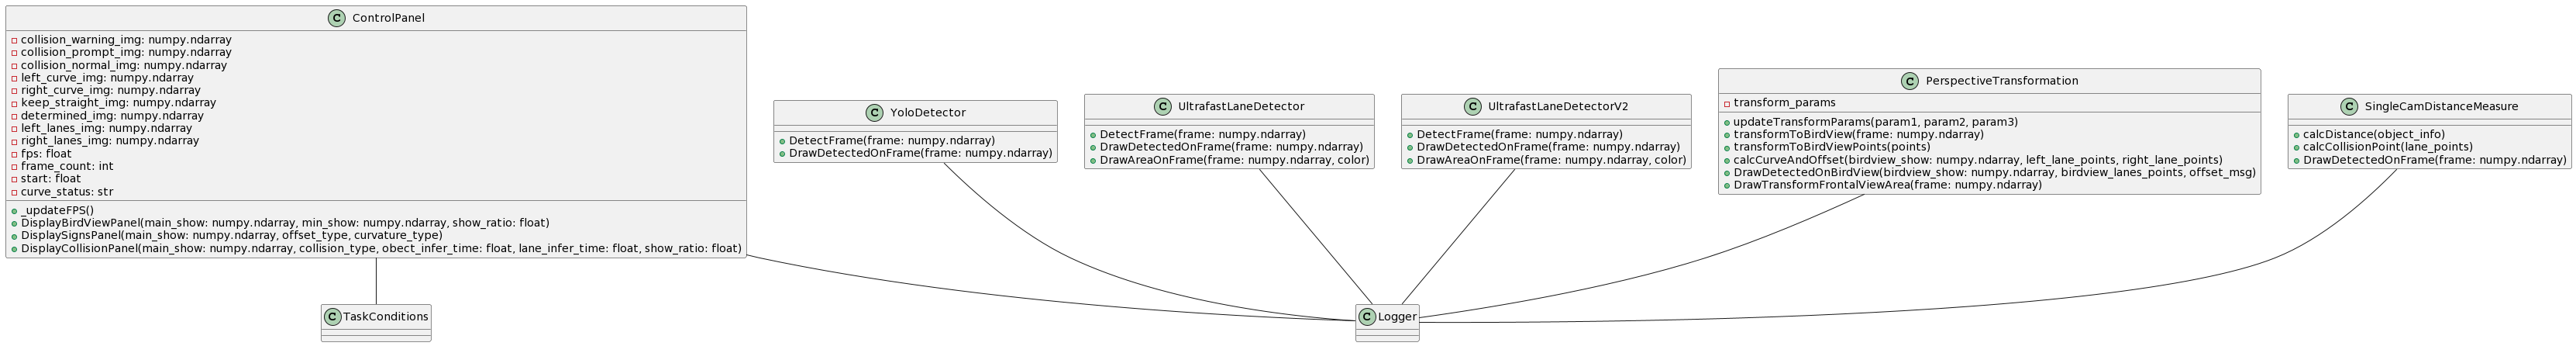 C ControlPanel
collision_warning_img: numpy.ndarray
collision_prompt_img: numpy.ndarray
collision_normal_img: numpy.ndarray
left_curve_img: numpy.ndarray
right_curve_img: numpy.ndarray
keep_straight_img: numpy.ndarray
determined_img: numpy.ndarray
left_lanes_img: numpy.ndarray
right_lanes_img: numpy.ndarray
fps: float
frame_count: int
start: float
curve_status: str
_updateFPS()
DisplayBirdViewPanel(main_show: numpy.ndarray, min_show: numpy.ndarray, show_ratio: float)
DisplaySignsPanel(main_show: numpy.ndarray, offset_type, curvature_type)
DisplayCollisionPanel(main_show: numpy.ndarray, collision_type, obect_infer_time: float, lane_infer_time: float, show_ratio: float)
C YoloDetector
DetectFrame(frame: numpy.ndarray)
DrawDetectedOnFrame(frame: numpy.ndarray)
C UltrafastLaneDetector
DetectFrame(frame: numpy.ndarray)
DrawDetectedOnFrame(frame: numpy.ndarray)
DrawAreaOnFrame(frame: numpy.ndarray, color)
C UltrafastLaneDetectorV2
DetectFrame(frame: numpy.ndarray)
DrawDetectedOnFrame(frame: numpy.ndarray)
DrawAreaOnFrame(frame: numpy.ndarray, color)
C PerspectiveTransformation
transform_params
updateTransformParams(param1, param2, param3)
transformToBirdView(frame: numpy.ndarray)
transformToBirdViewPoints(points)
calcCurveAndOffset(birdview_show: numpy.ndarray, left_lane_points, right_lane_points)
DrawDetectedOnBirdView(birdview_show: numpy.ndarray, birdview_lanes_points, offset_msg)
DrawTransformFrontalViewArea(frame: numpy.ndarray)
C SingleCamDistanceMeasure
calcDistance(object_info)
calcCollisionPoint(lane_points)
DrawDetectedOnFrame(frame: numpy.ndarray)
C TaskConditions
C Logger